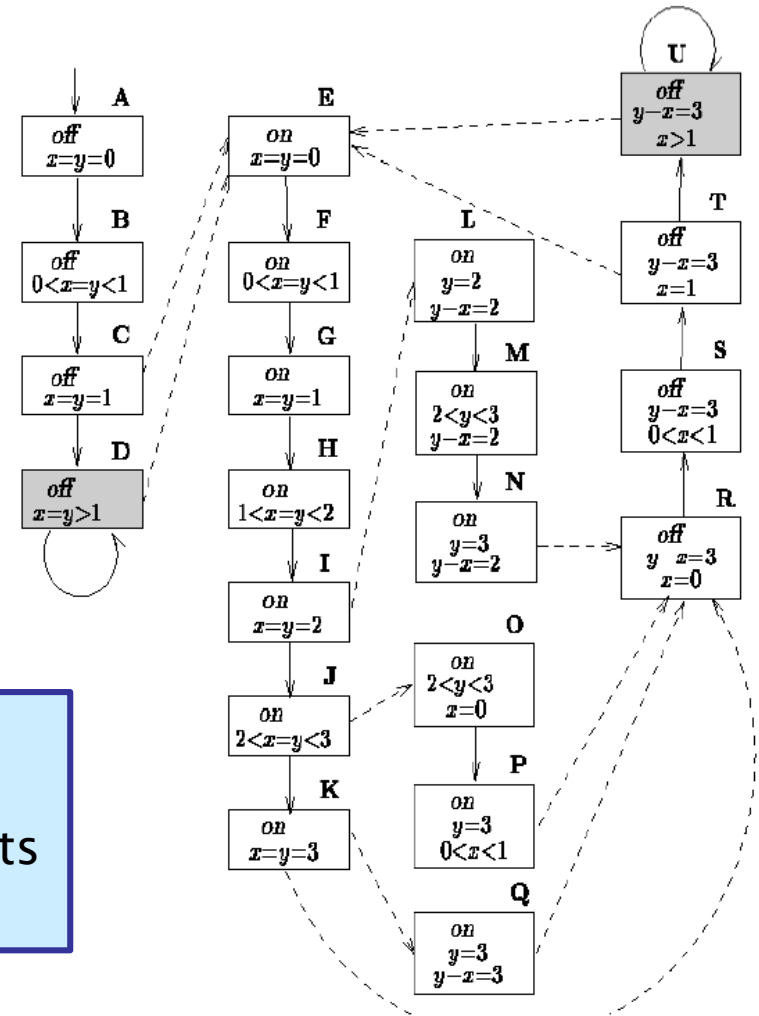 A
off
x=y=0
B
off
0<x=y<1
C
off
x=y=1
D
off
x=y>1
E
on
x=y=0
F
on
0<x=y<1
G
on
x=y=1
H
on
1<x=y<2
I
on
x=y=2
J
on
2<x=y<3
K
on
x=y=3
L
on
y=2
y−x=2
M
on
2<y<3
y−x=2
N
on
y=3
y−x=2
O
on
2<y<3
x=0
P
on
y=3
0<x<1
Q
on
y=3
y−x=3
U
off
y−x=3
x>1
T
off
y−x=3
x=1
S
off
y−x=3
0<x<1
R
off
y x=3
x=0
ts